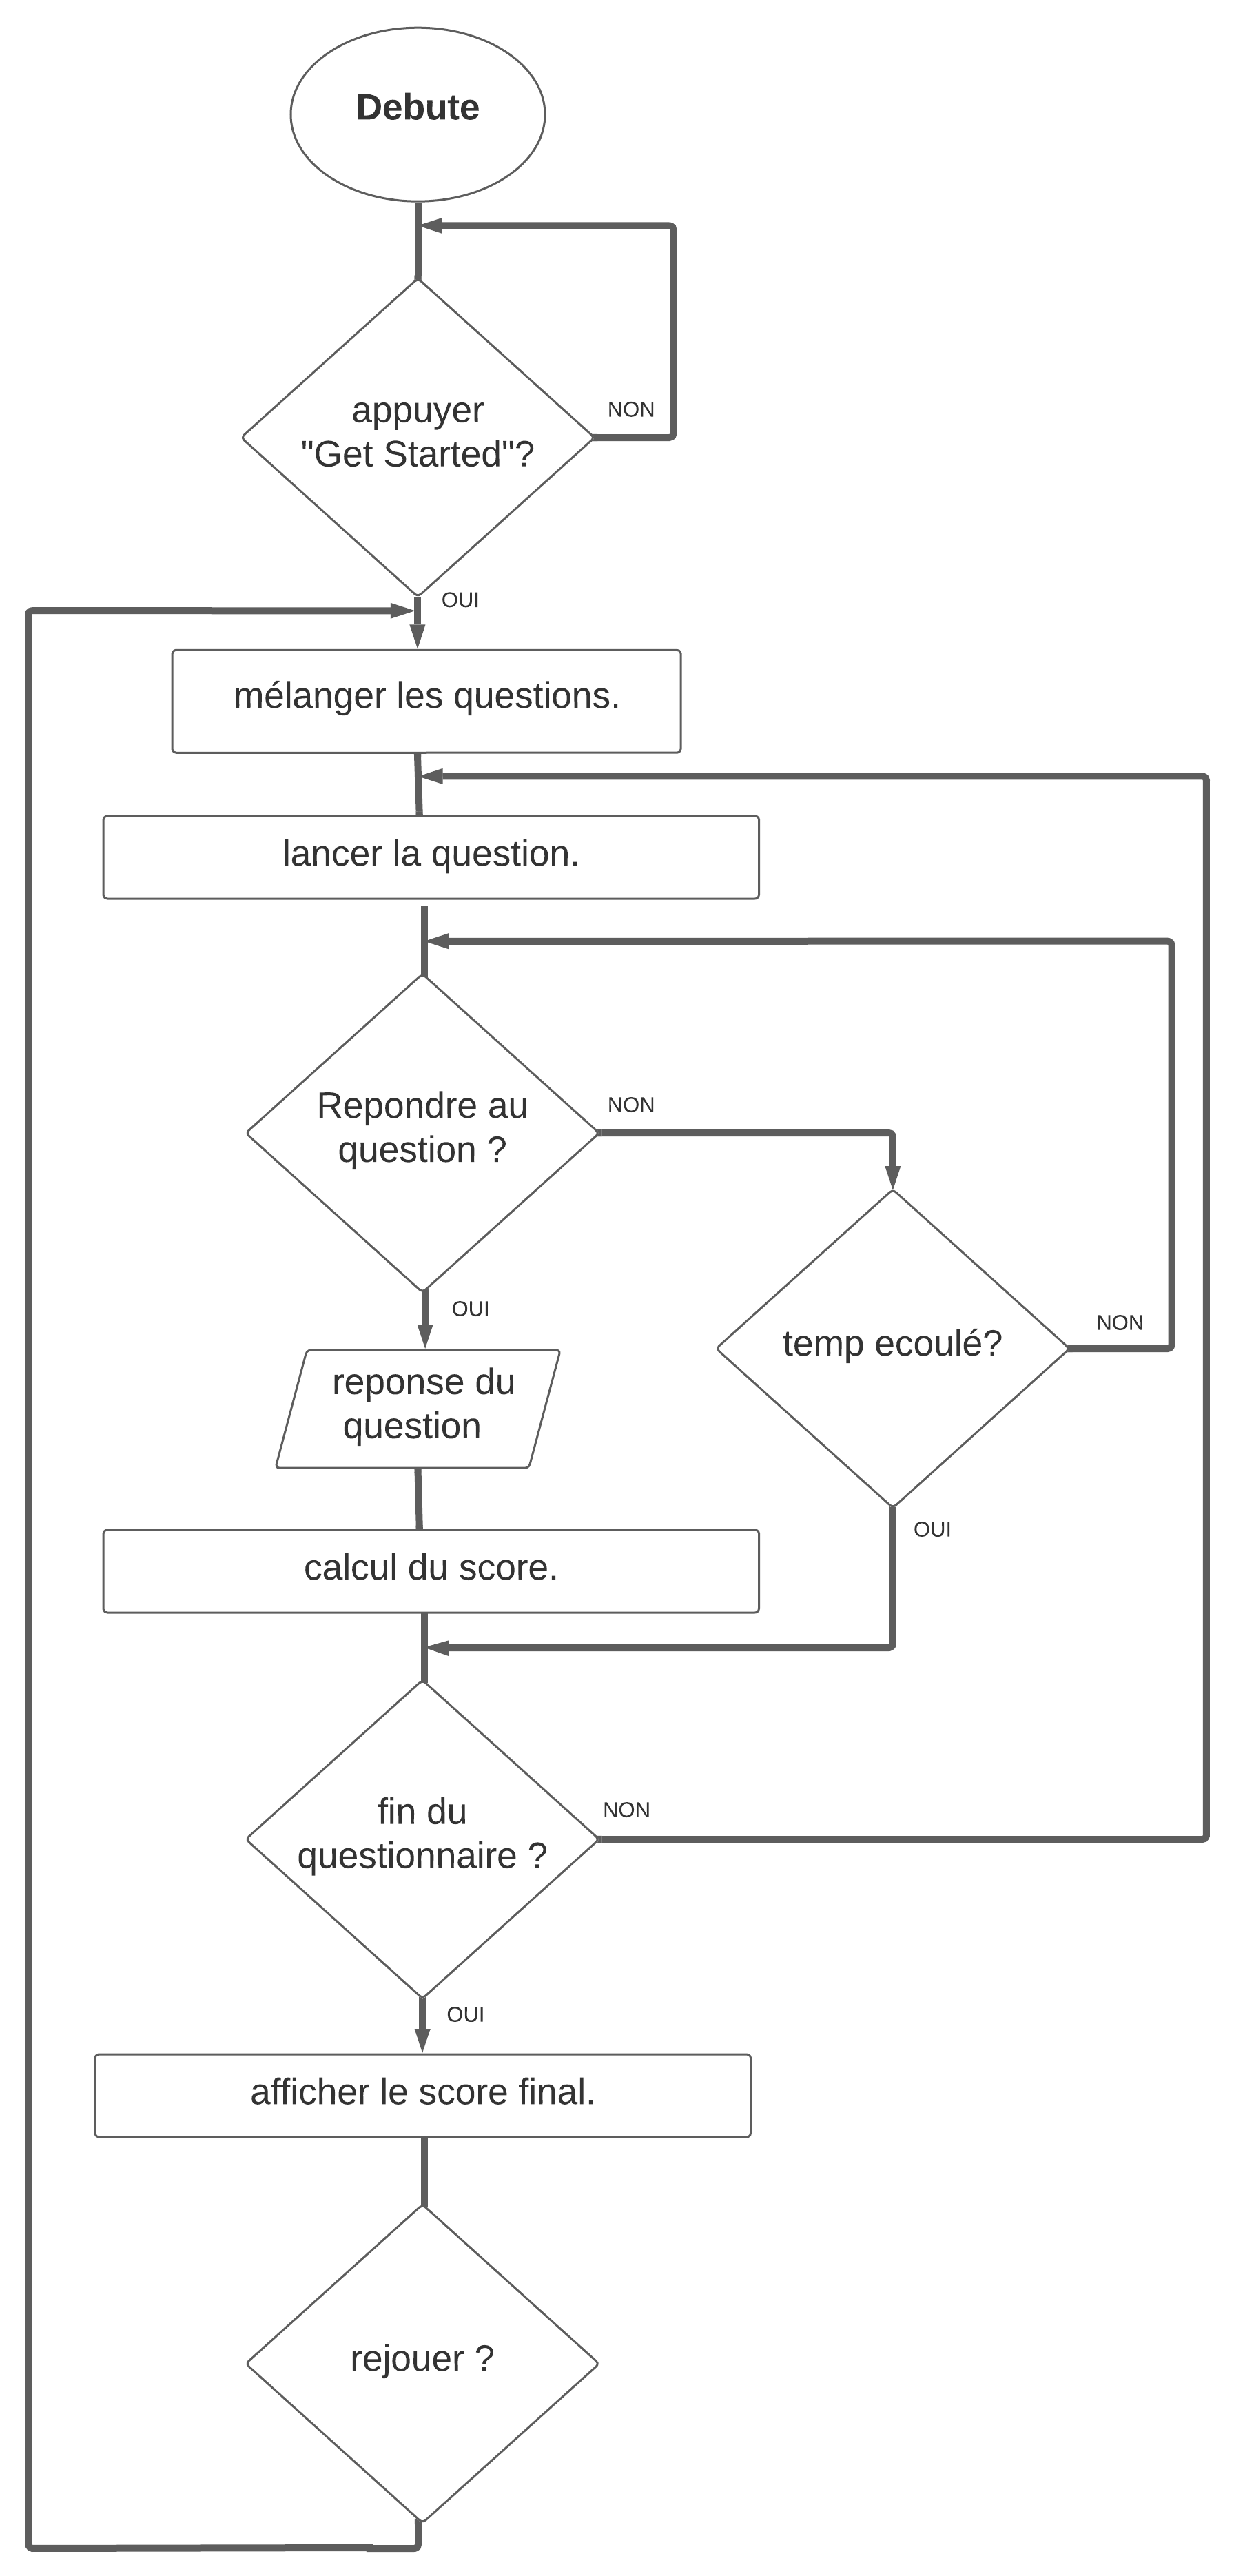 Debute
appuyer
"Get Started"?
NON
OUI
mélanger les questions.
lancer la question.
Repondre au
question ?
NON
OUI
temp ecoulé?
NON
reponse du
question
OUI
calcul du score.
fin du
questionnaire ?
NON
OUI
afficher le score final.
rejouer ?